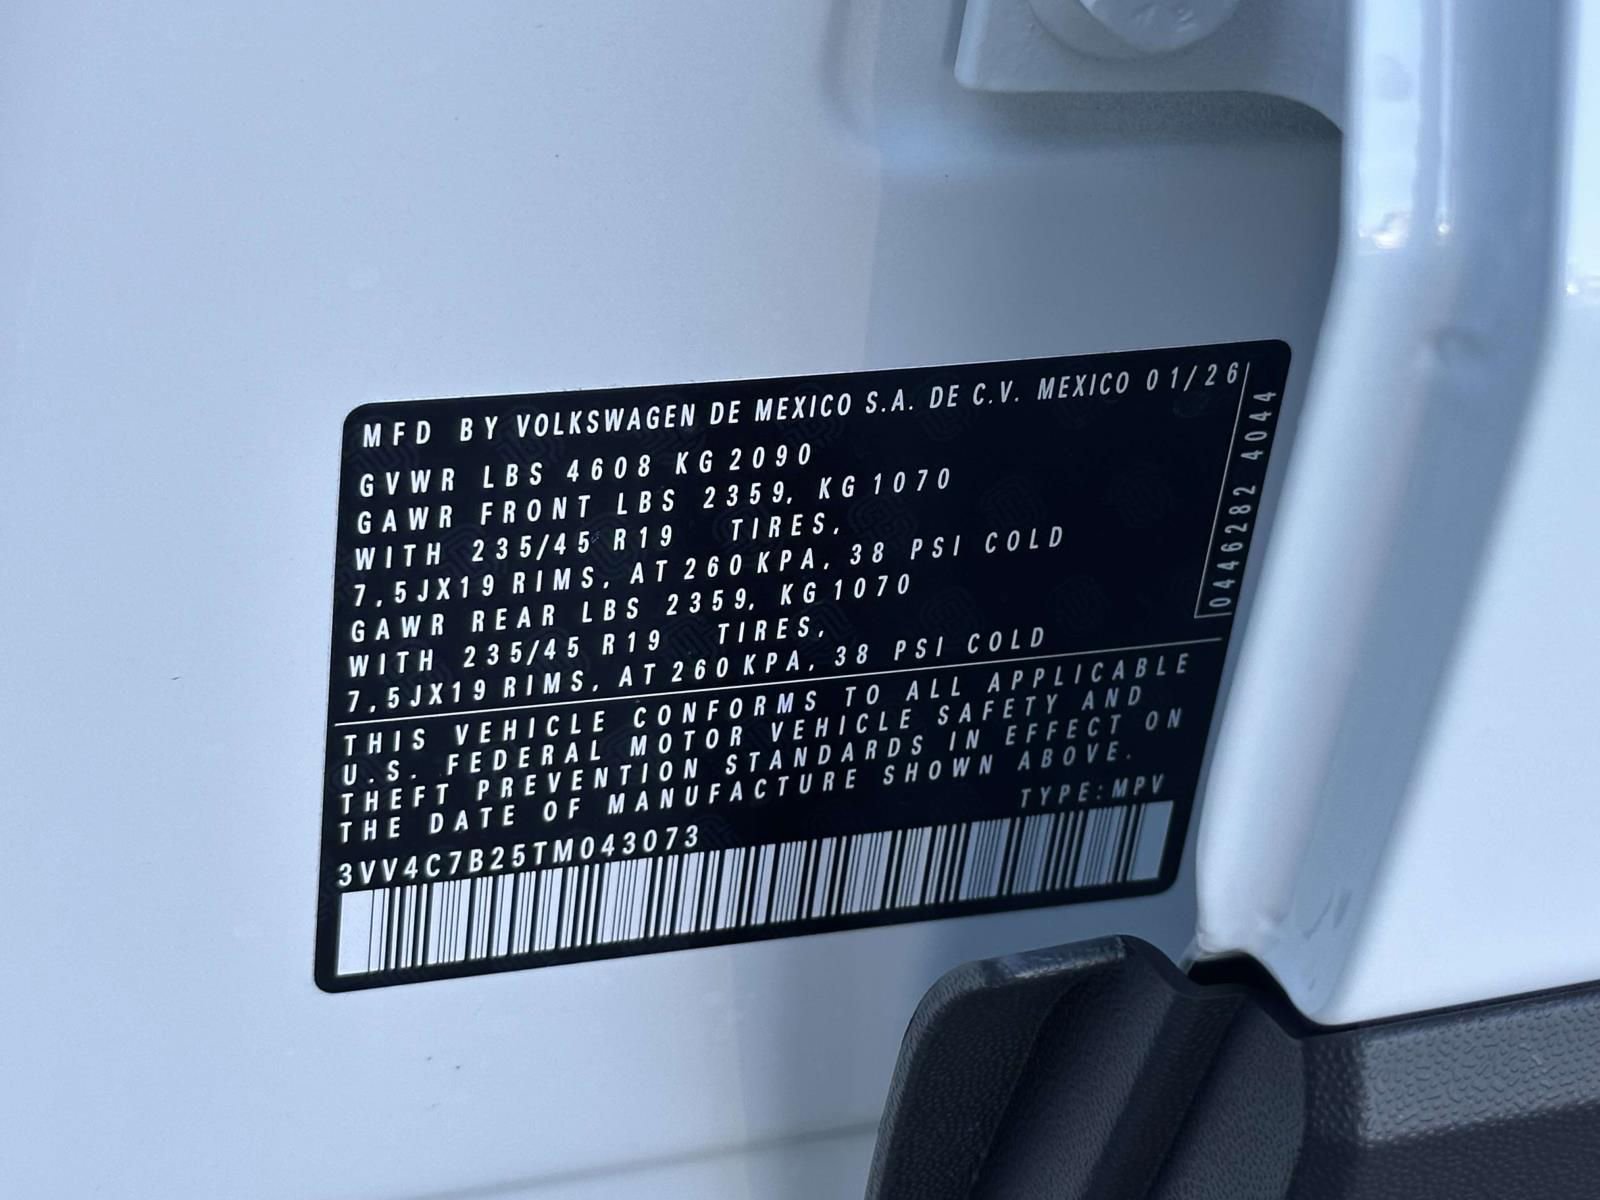 MFD BY VOLKSWAGEN DE MEXICO S.A. DE C.V. MEXICO 01/26
GVWR LBS 4608 KG 2090
GAWR FRONT LBS 2359, KG 1070
WITH 235/45 R19 TIRES,
7,5JX19 RIMS, AT 260 KPA, 38 PSI COLD
GAWR REAR LBS 2359, KG 1070
WITH 235/45 R19 TIRES,
7,5JX19 RIMS, AT 260 KPA, 38 PSI COLD
0446282 4044
THIS VEHICLE CONFORMS TO ALL APPLICABLE
U.S. FEDERAL MOTOR VEHICLE SAFETY AND
THEFT PREVENTION STANDARDS IN EFFECT ON
THE DATE OF MANUFACTURE SHOWN ABOVE.
TYPE:MPV
3VV4C7B25TM043073